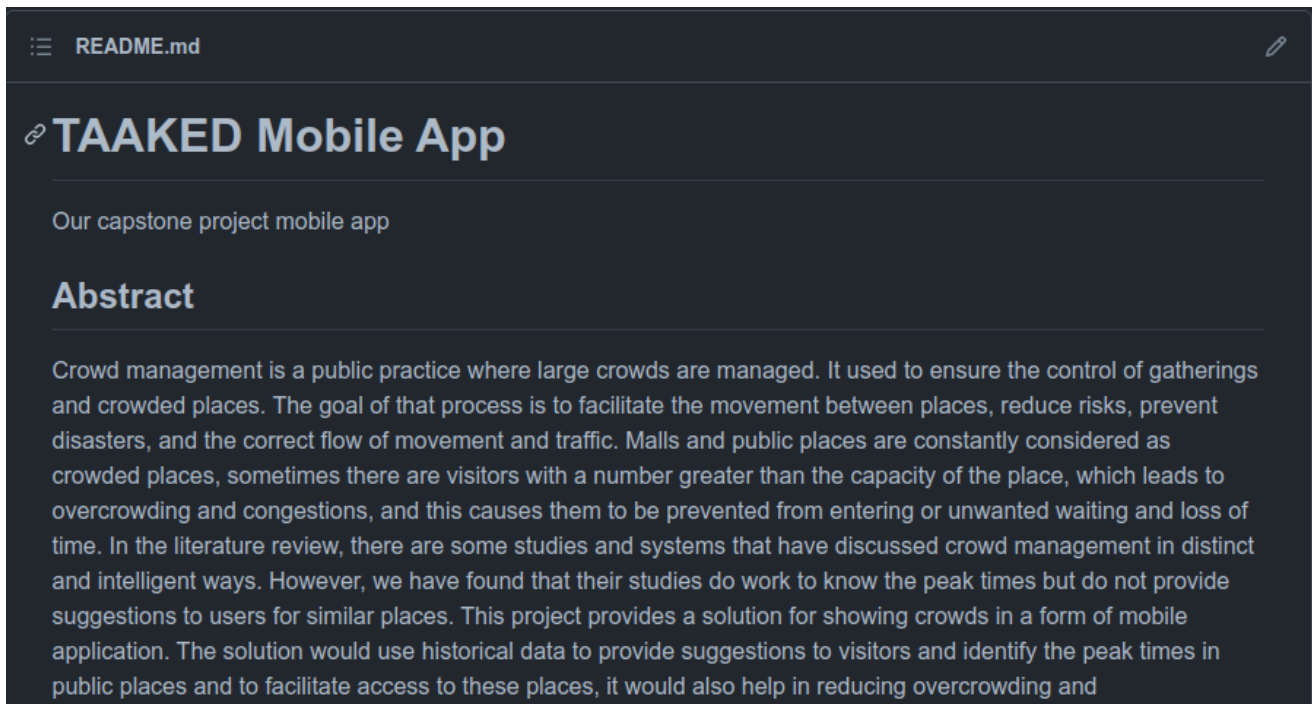 README.md
TAAKED Mobile App
Our capstone project mobile app
Abstract
Crowd management is a public practice where large crowds are managed. It used to ensure the control of gatherings
and crowded places. The goal of that process is to facilitate the movement between places, reduce risks, prevent
disasters, and the correct flow of movement and traffic. Malls and public places are constantly considered as
crowded places, sometimes there are visitors with a number greater than the capacity of the place, which leads to
overcrowding and congestions, and this causes them to be prevented from entering or unwanted waiting and loss of
time. In the literature review, there are some studies and systems that have discussed crowd management in distinct
and intelligent ways. However, we have found that their studies do work to know the peak times but do not provide
suggestions to users for similar places. This project provides a solution for showing crowds in a form of mobile
application. The solution would use historical data to provide suggestions to visitors and identify the peak times in
public places and to facilitate access to these places, it would also help in reducing overcrowding and